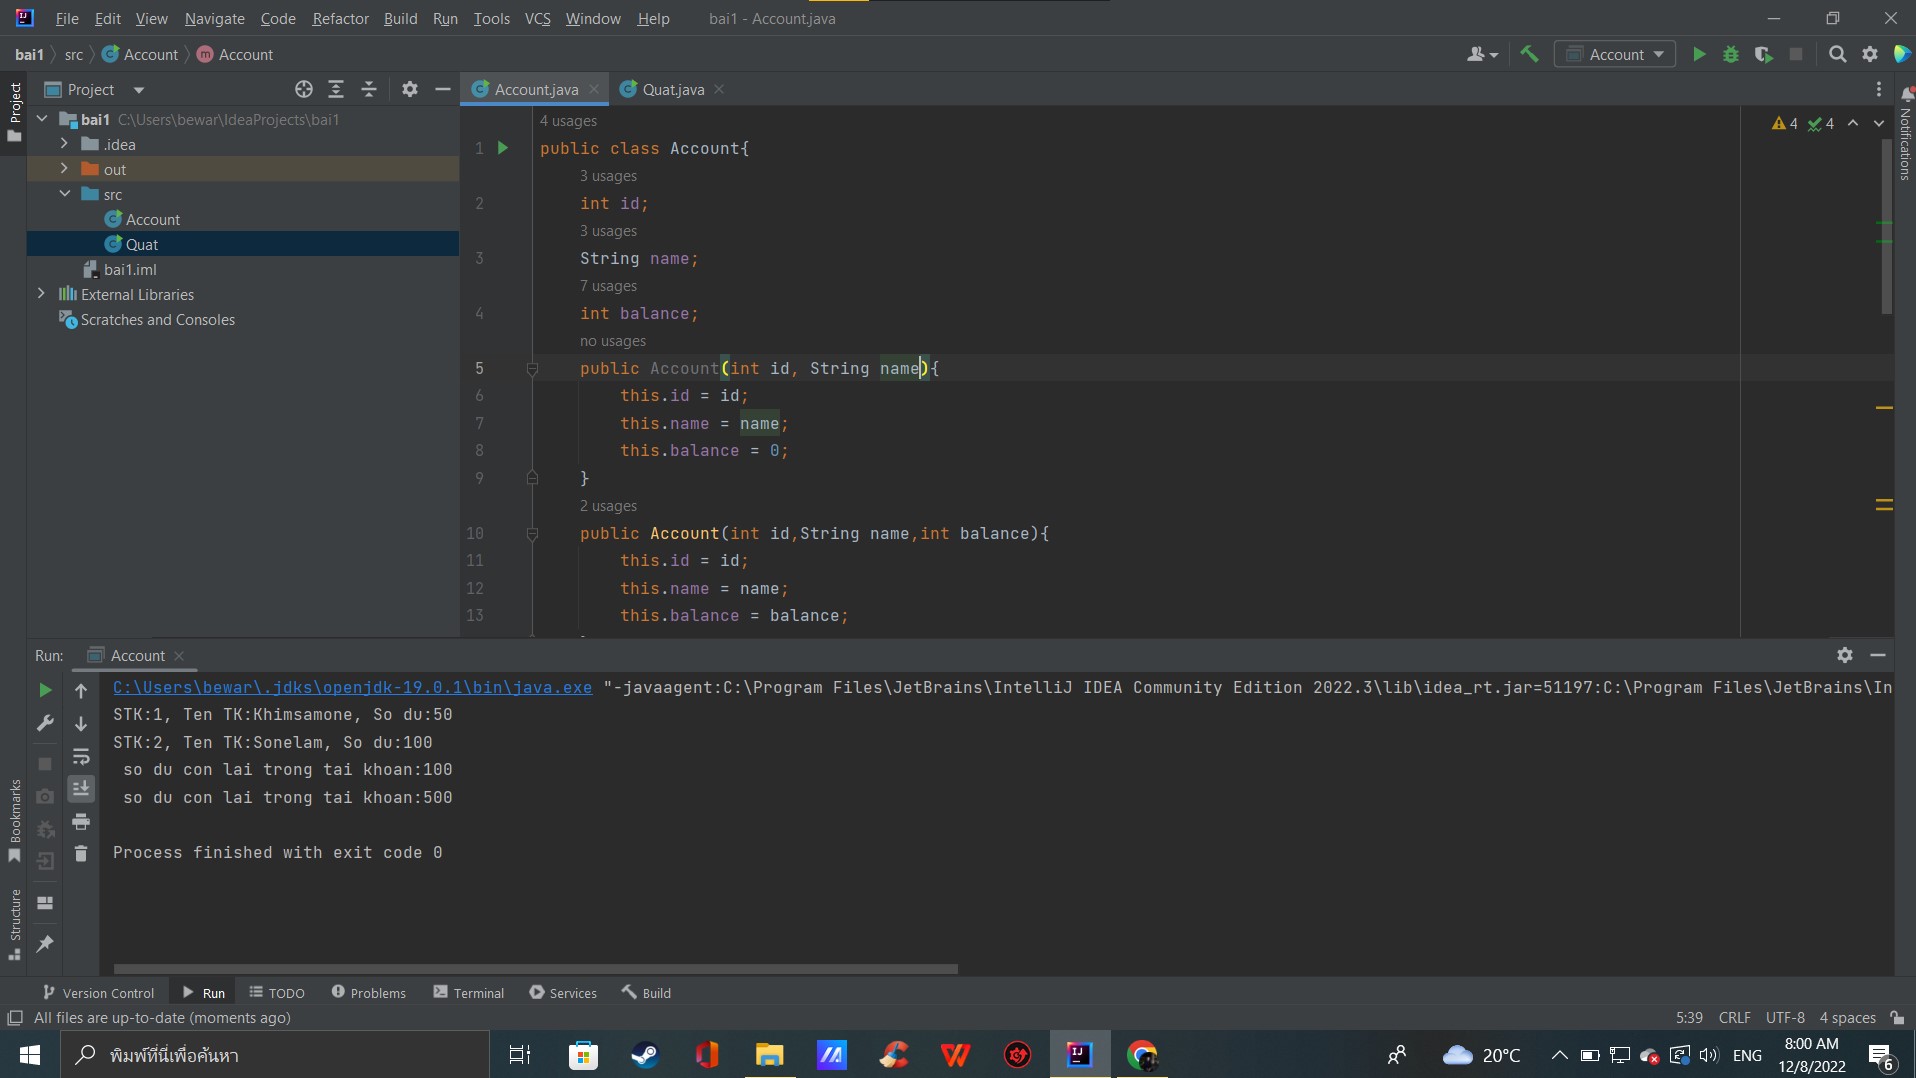 File Edit View Navigate Code Refactor Build Run Tools VCS Window Help bai1 - Account.java
bai1 src Account Account
Account
Project
Account.java
Quat.java
Project
bai1 C:\Users\bewar\IdeaProjects\bai1
.idea
out
src
Account
Quat
bai1.iml
External Libraries
Scratches and Consoles
Bookmarks
Structure
Notifications
4 4
4 usages
1 public class Account{
3 usages
2 int id;
3 usages
3 String name;
7 usages
4 int balance;
no usages
5 public Account(int id, String name){
6 this.id = id;
7 this.name = name;
8 this.balance = 0;
9 }
2 usages
10 public Account(int id,String name,int balance){
11 this.id = id;
12 this.name = name;
13 this.balance = balance;
Run: Account
C:\Users\bewar\.jdks\openjdk-19.0.1\bin\java.exe "-javaagent:C:\Program Files\JetBrains\IntelliJ IDEA Community Edition 2022.3\lib\idea_rt.jar=51197:C:\Program Files\JetBrains\In
STK:1, Ten TK:Khimsamone, So du:50
STK:2, Ten TK:Sonelam, So du:100
so du con lai trong tai khoan:100
so du con lai trong tai khoan:500
Process finished with exit code 0
Version Control Run TODO Problems Terminal Services Build
All files are up-to-date (moments ago)
5:39 CRLF UTF-8 4 spaces
พิมพ์ที่นี่เพื่อค้นหา
20°C
ENG
8:00 AM
12/8/2022
6